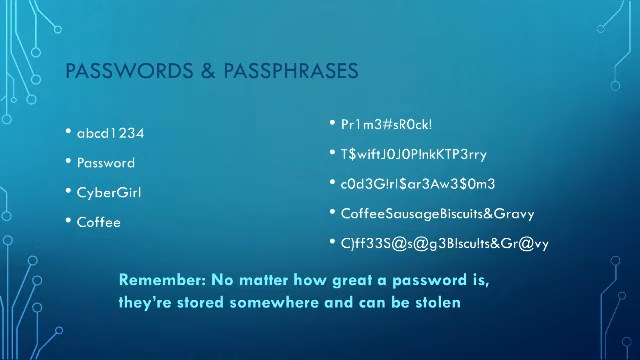 PASSWORDS & PASSPHRASES
• abcd1234
• Password
• CyberGirl
• Coffee
• Pr1m3#sR0ck!
• T$wiftJ0J0P!nkKTP3rry
• c0d3G!rl$ar3Aw3$0m3
• CoffeeSausageBiscuits&Gravy
• C)ff33S@s@g3B!scu!ts&Gr@vy
Remember: No matter how great a password is,
they're stored somewhere and can be stolen